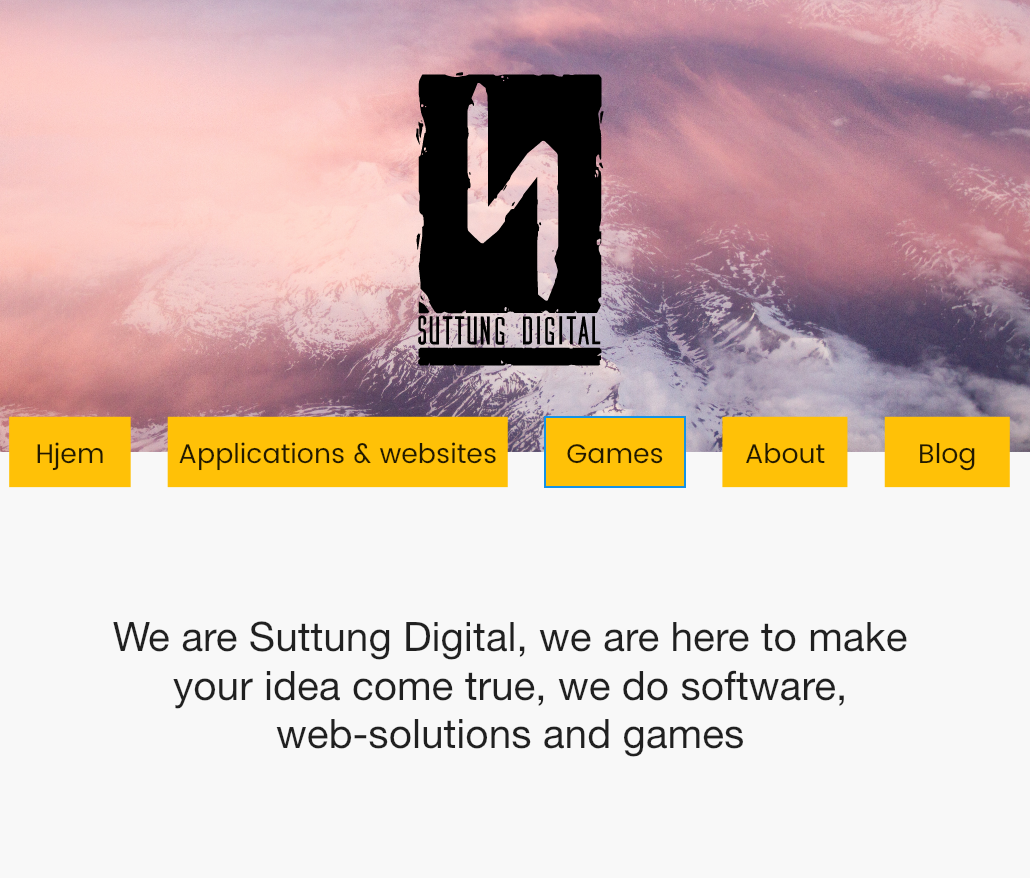 SUTTUNG DIGITAL
Hjem
Applications & websites
Games
About
Blog
We are Suttung Digital, we are here to make
your idea come true, we do software,
web-solutions and games